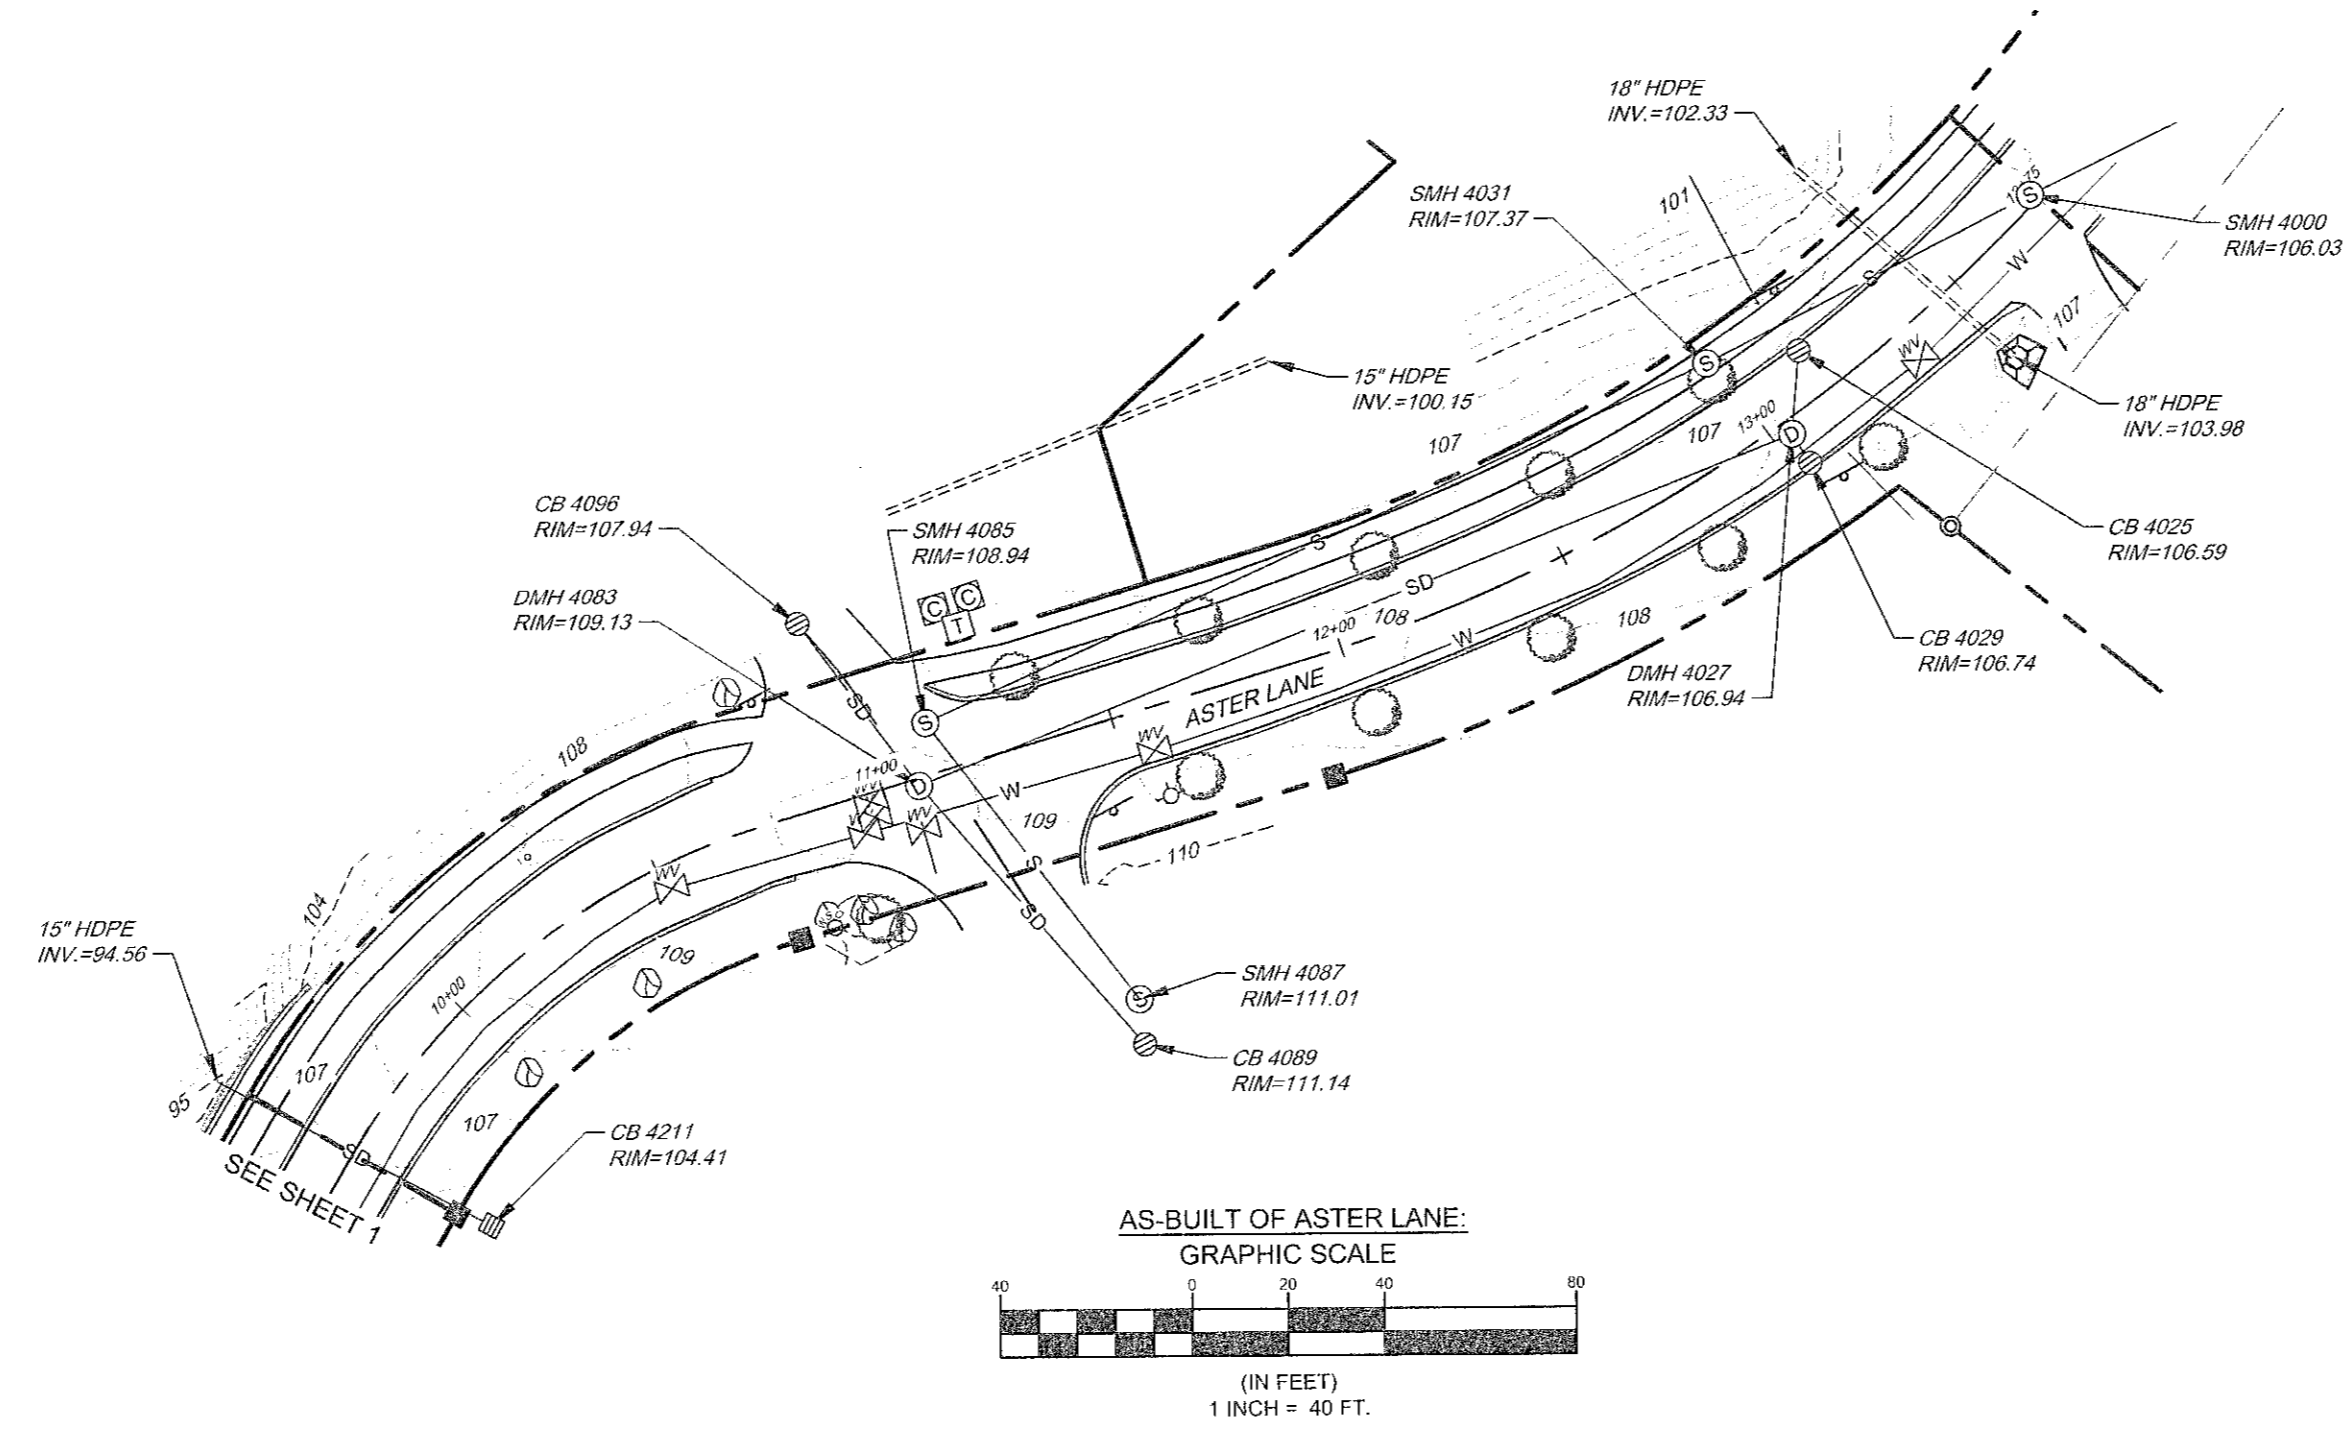 18" HDPE
INV.=102.33
SMH 4031
RIM=107.37
101
S
SMH 4000
RIM=106.03
W
S
107
S
WV
15" HDPE
INV.=100.15
18" HDPE
INV.=103.98
107
107
13+00
D
CB 4096
RIM=107.94
SMH 4085
RIM=108.94
S
CB 4025
RIM=106.59
DMH 4083
RIM=109.13
C
C
T
SD
108
12+00
108
W
CB 4029
RIM=106.74
DMH 4027
RIM=106.94
ASTER LANE
SD
S
108
WV
11+00
D
WV
WV
W
109
110
S
WV
104
SD
15" HDPE
INV.=94.56
109
10+00
SMH 4087
RIM=111.01
S
CB 4089
RIM=111.14
107
95
107
CB 4211
RIM=104.41
SD
SEE SHEET 1
AS-BUILT OF ASTER LANE:
GRAPHIC SCALE
40 0 20 40 80
(IN FEET)
1 INCH = 40 FT.